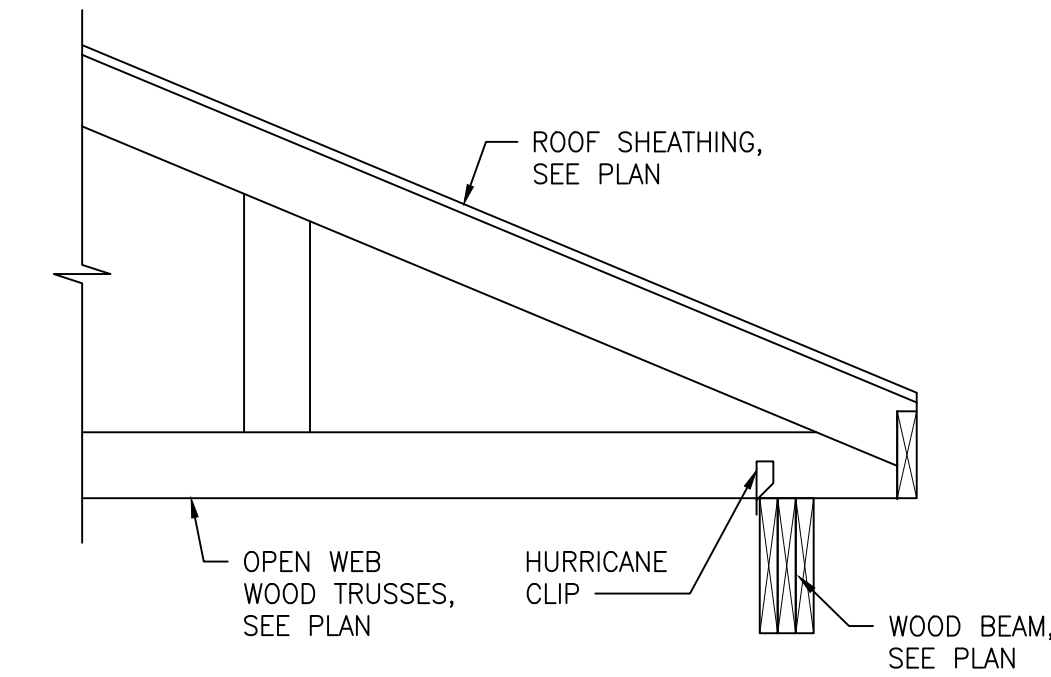 ROOF SHEATHING,
SEE PLAN
OPEN WEB
WOOD TRUSSES,
SEE PLAN
HURRICANE
CLIP
WOOD BEAM,
SEE PLAN